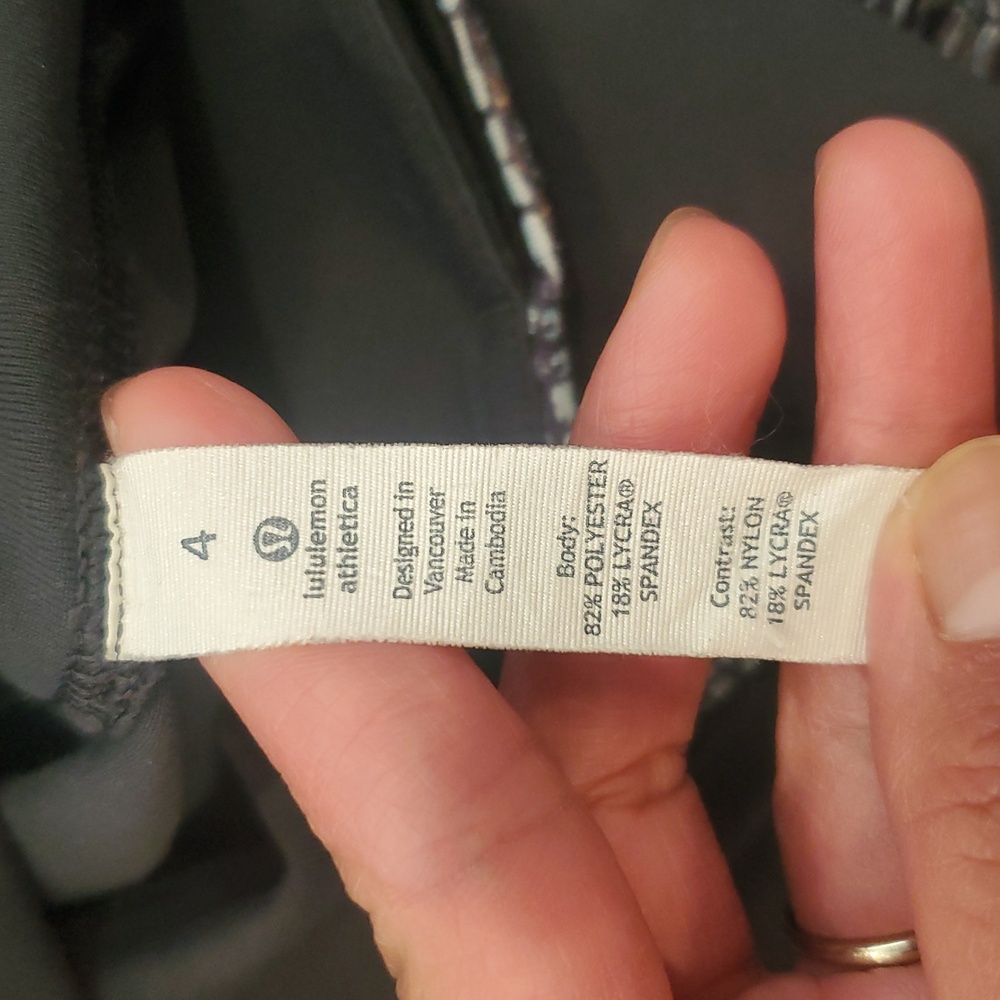 4
lululemon
athletica
Designed in
Vancouver
Made in
Cambodia
Body:
82% POLYESTER
18% LYCRA®
SPANDEX
Contrast:
82% NYLON
18% LYCRA®
SPANDEX